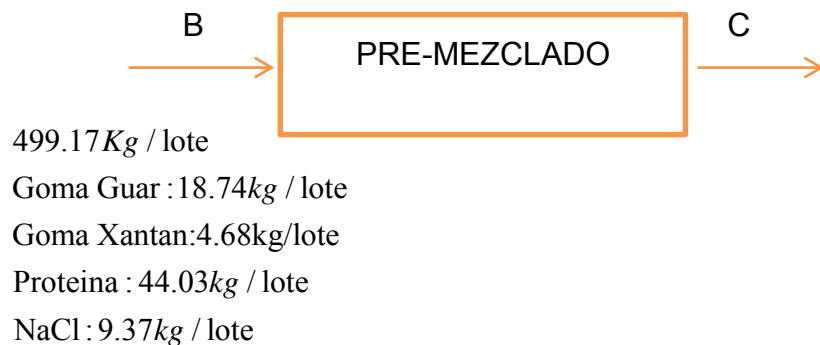 B
PRE-MEZCLADO
C
499.17Kg / lote
Goma Guar : 18.74kg / lote
Goma Xantan:4.68kg/lote
Proteina : 44.03kg / lote
NaCl : 9.37kg / lote